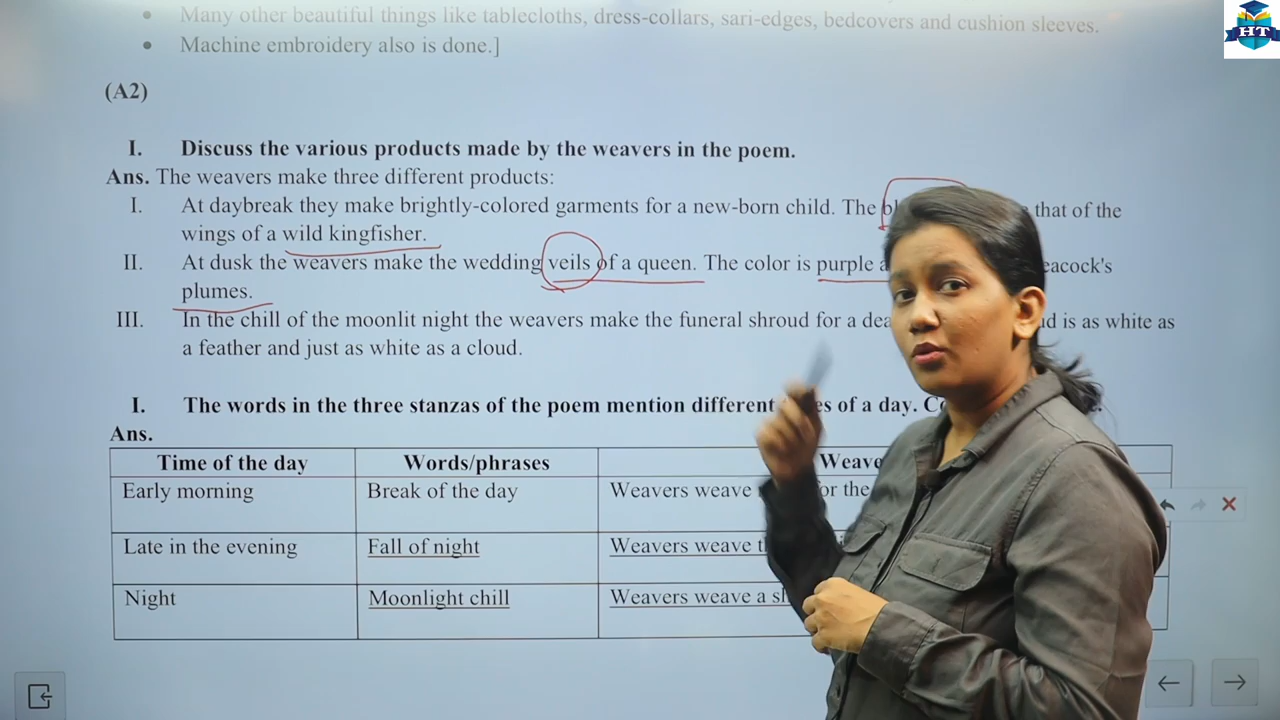 • Many other beautiful things like tablecloths, dress-collars, sari-edges, bedcovers and cushion sleeves.
• Machine embroidery also is done.]
HT
(A2)
I. Discuss the various products made by the weavers in the poem.
Ans. The weavers make three different products:
I. At daybreak they make brightly-colored garments for a new-born child. The that of the
wings of a wild kingfisher.
II. At dusk the weavers make the wedding veils of a queen. The color is purple
plumes.
III. In the chill of the moonlit night the weavers make the funeral shroud for a is as white as
a feather and just as white as a cloud.
I. The words in the three stanzas of the poem mention different of a day.
Ans.
Time of the day Words/phrases
Early morning Break of the day Weavers weave the
Late in the evening Fall of night Weavers weave
Night Moonlight chill Weavers weave a